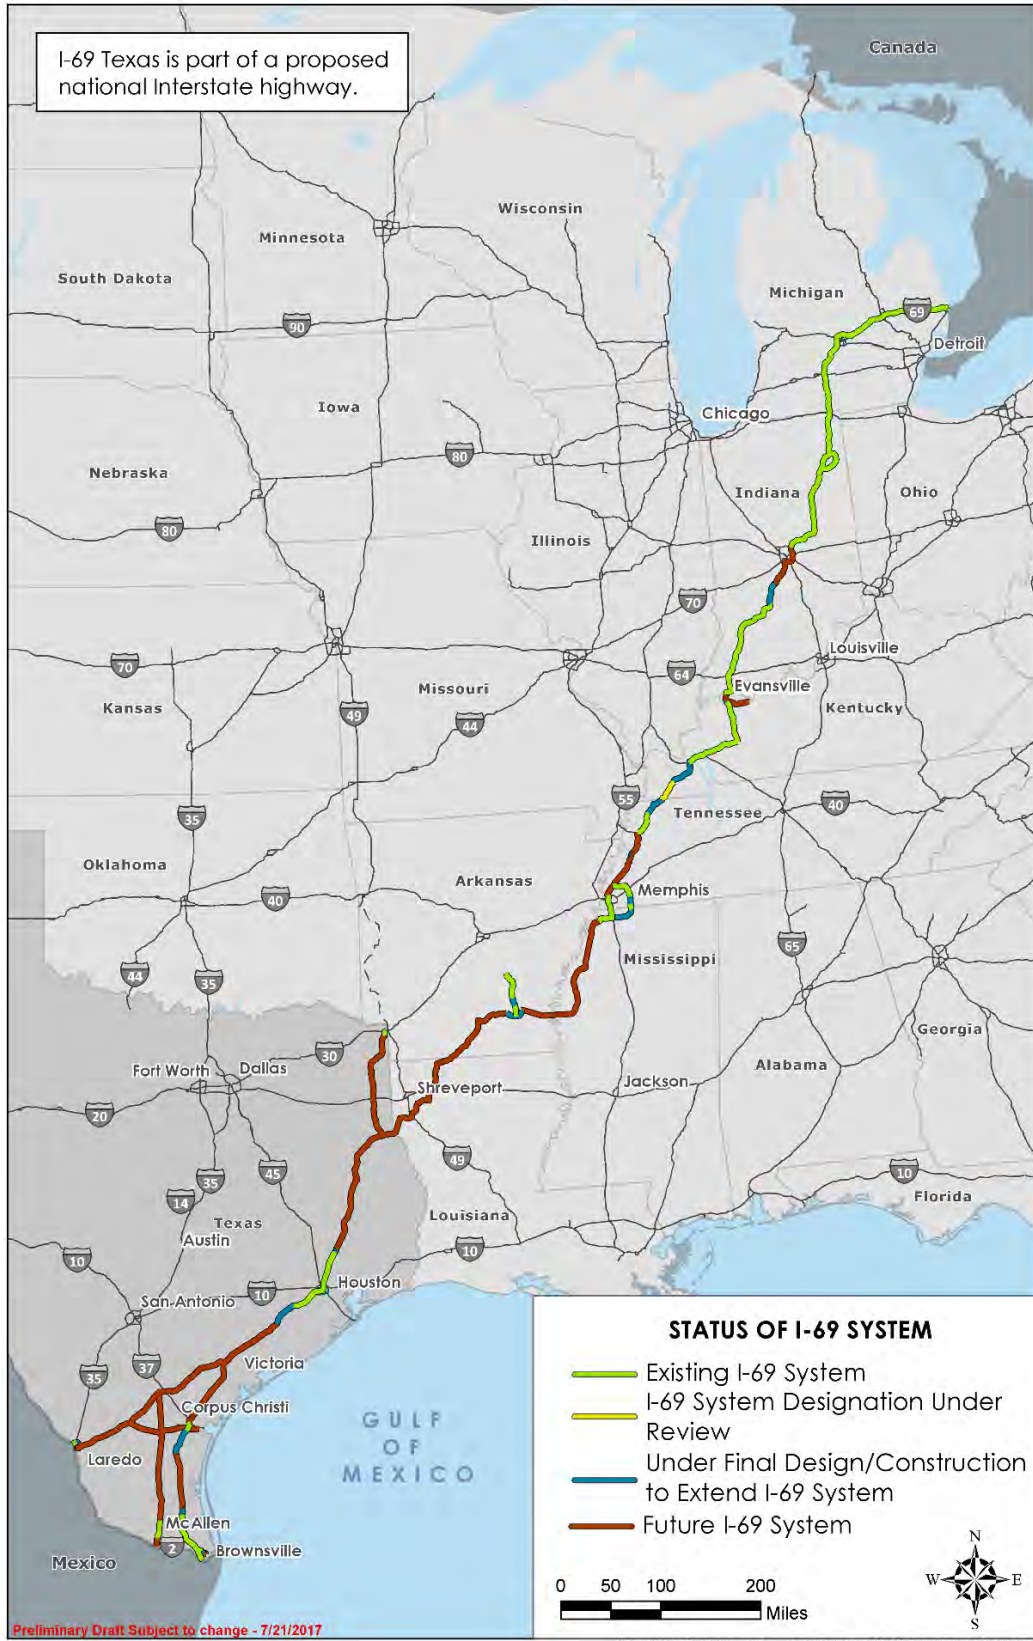 I-69 Texas is part of a proposed
national Interstate highway.
Canada
Wisconsin
Minnesota
South Dakota
Michigan
69
90
Detroit
Iowa
Chicago
80
Nebraska
Indiana
Ohio
80
Illinois
70
Louisville
70
64
Evansville
Missouri
Kansas
49
44
Kentucky
55
40
35
Tennessee
Oklahoma
Arkansas
Memphis
40
65
Mississippi
44
35
Georgia
30
Alabama
Fort Worth
Dallas
Shreveport
Jackson
20
49
10
45
35
14
Florida
Texas
Louisiana
Austin
10
10
Houston
San Antonio
10
STATUS OF I-69 SYSTEM
Existing I-69 System
I-69 System Designation Under
Review
Under Final Design/Construction
to Extend I-69 System
Future I-69 System
Victoria
37
35
Corpus Christi
GULF
OF
MEXICO
Laredo
McAllen
2
Brownsville
Mexico
N
W
E
S
0 50 100 200
Miles
Preliminary Draft Subject to change - 7/21/2017